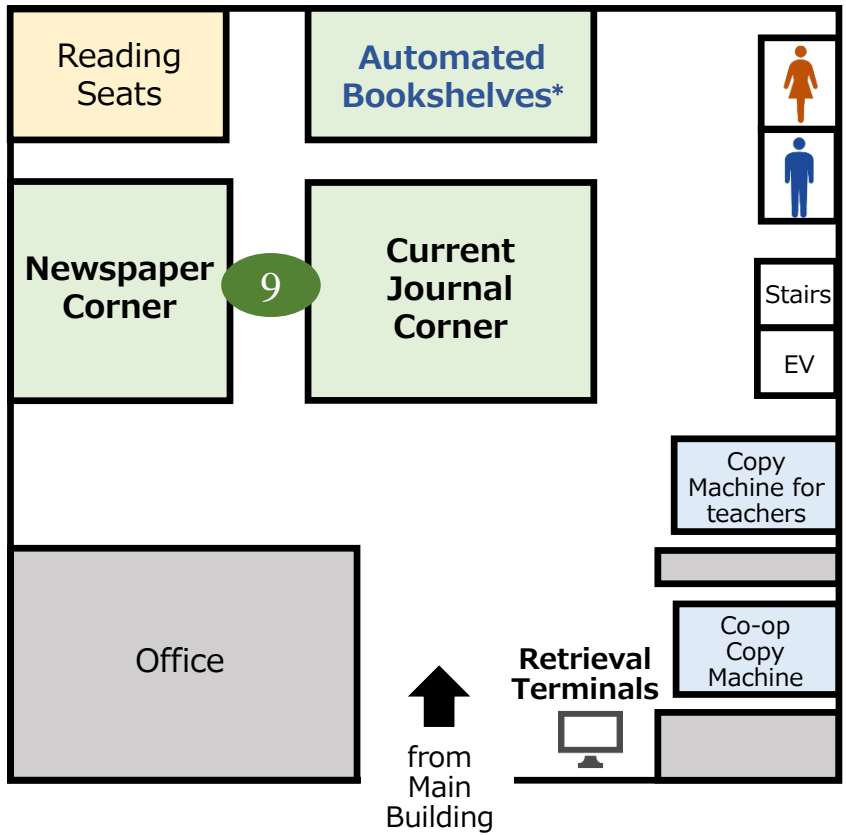 Reading
Seats
Automated
Bookshelves*
Newspaper
Corner
9
Current
Journal
Corner
Stairs
EV
Copy
Machine for
teachers
Office
Retrieval
Terminals
Co-op
Copy
Machine
from
Main
Building